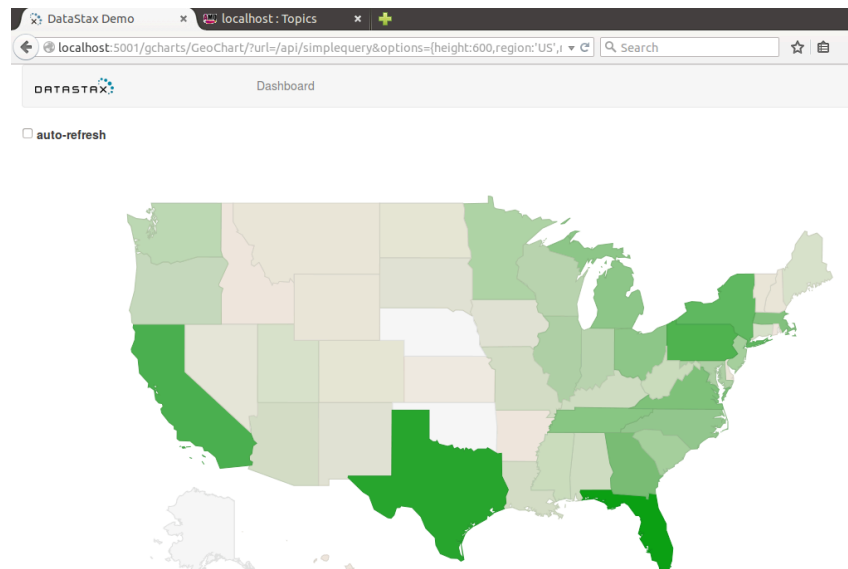 DataStax Demo
localhost : Topics
localhost:5001/gcharts/GeoChart/?url=/api/simplequery&options={height:600,region:'US',
Search
DATASTAX
Dashboard
auto-refresh